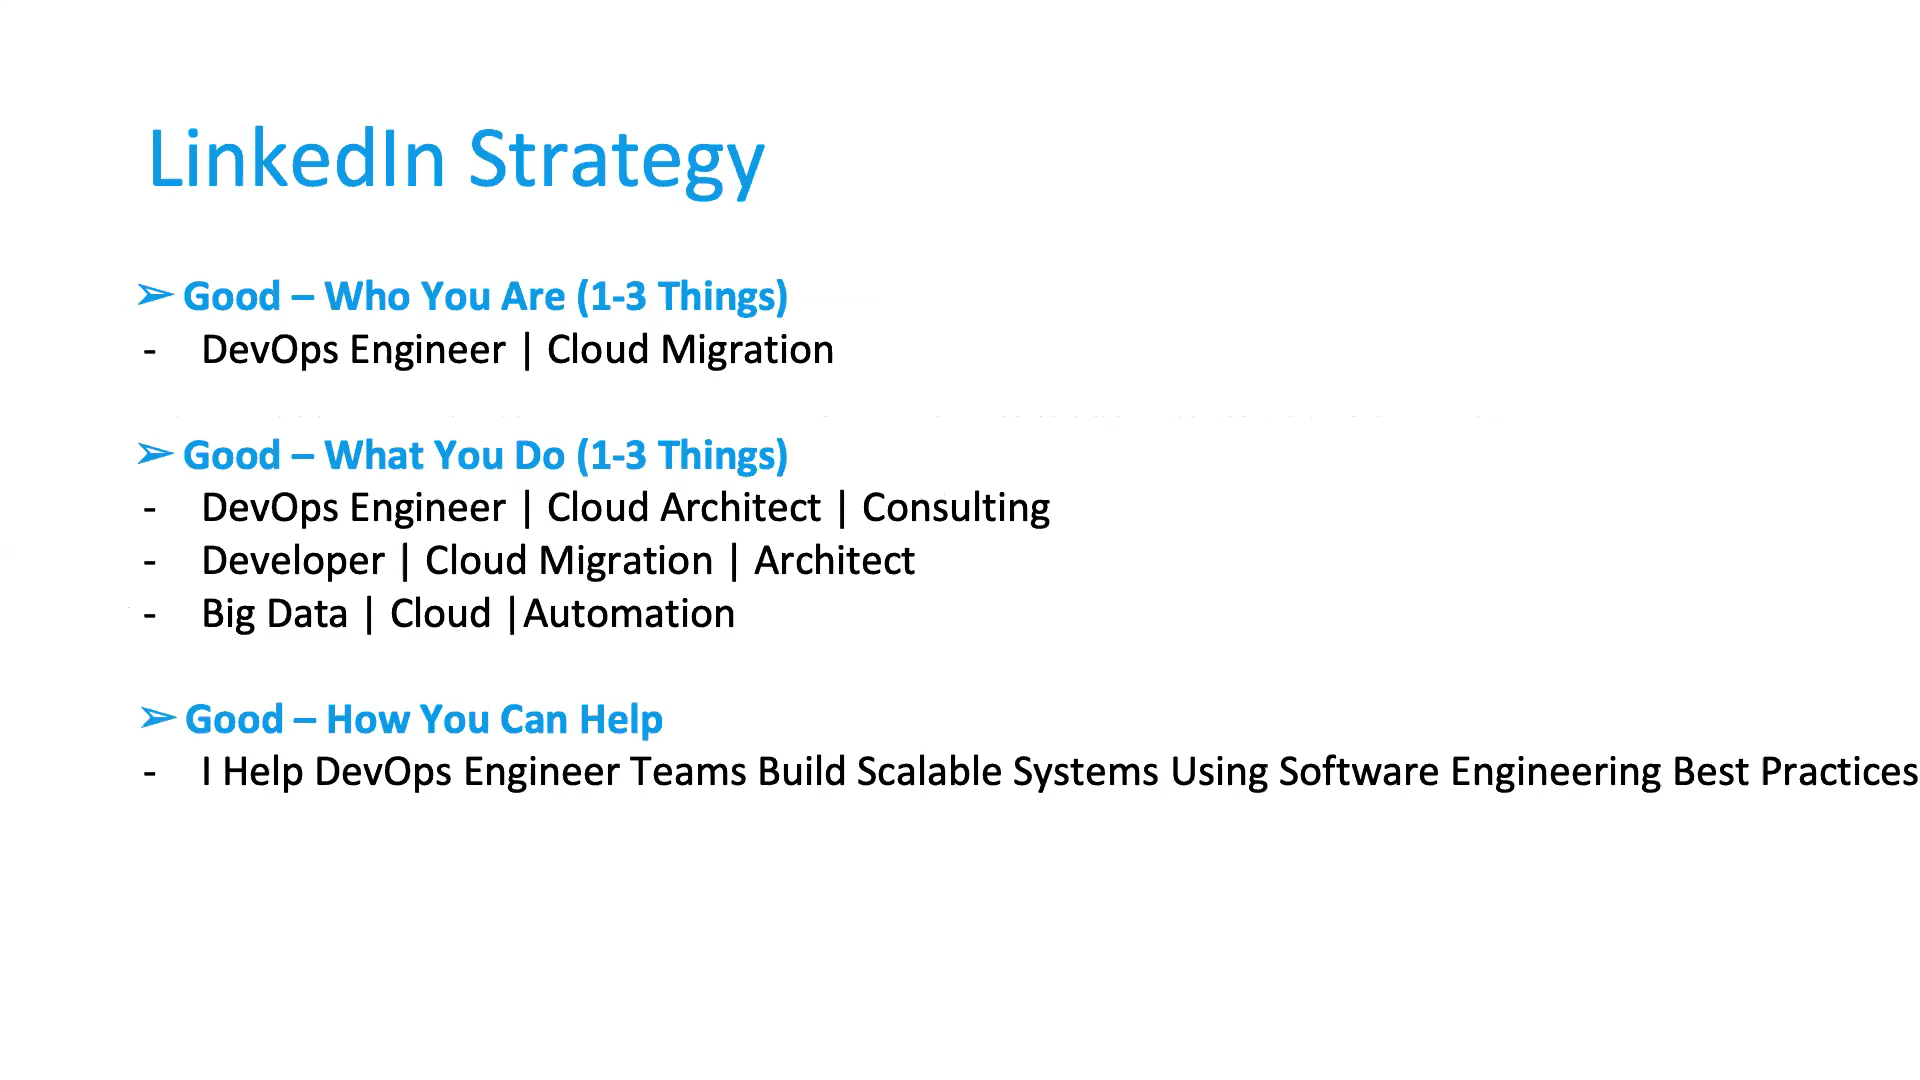 LinkedIn Strategy
➢ Good – Who You Are (1-3 Things)
- DevOps Engineer | Cloud Migration
➢ Good – What You Do (1-3 Things)
- DevOps Engineer | Cloud Architect | Consulting
- Developer | Cloud Migration | Architect
- Big Data | Cloud |Automation
➢ Good – How You Can Help
- I Help DevOps Engineer Teams Build Scalable Systems Using Software Engineering Best Practices